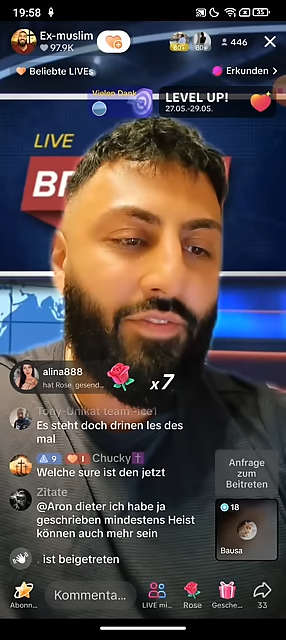 19:58
35
Ex-muslim
97.9K
80+
80+
446
Beliebte LIVEs
Erkunden
Vielen Dank
LEVEL UP!
27.05.-29.05.
LIVE
BR
alina888
hat Rose gesend...
x7
Tony-Unikat team -ice1
Es steht doch drinen les des
mal
9
1
Chucky
Welche sure ist den jetzt
Zitate
@Aron dieter ich habe ja
geschrieben mindestens Heist
können auch mehr sein
. ist beigetreten
Anfrage
zum
Beitreten
18
Bausa
Abonn...
Kommenta...
LIVE mi...
Rose
Gesche...
33